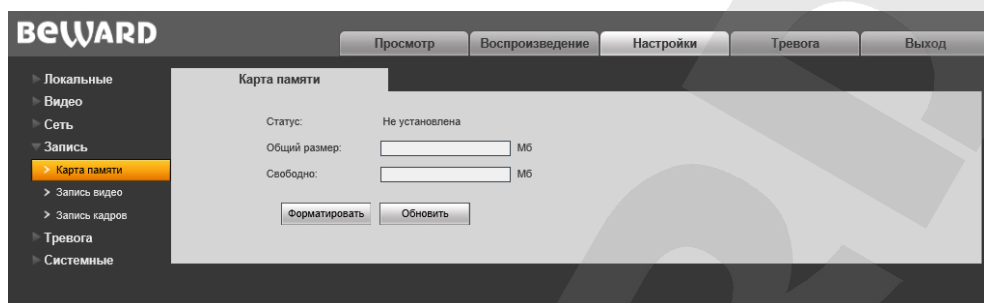 BEWARD
Просмотр Воспроизведение Настройки Тревога Выход
Локальные
Видео
Сеть
Запись
Карта памяти
Запись видео
Запись кадров
Тревога
Системные
Карта памяти
Статус: Не установлена
Общий размер: Мб
Свободно: Мб
Форматировать Обновить